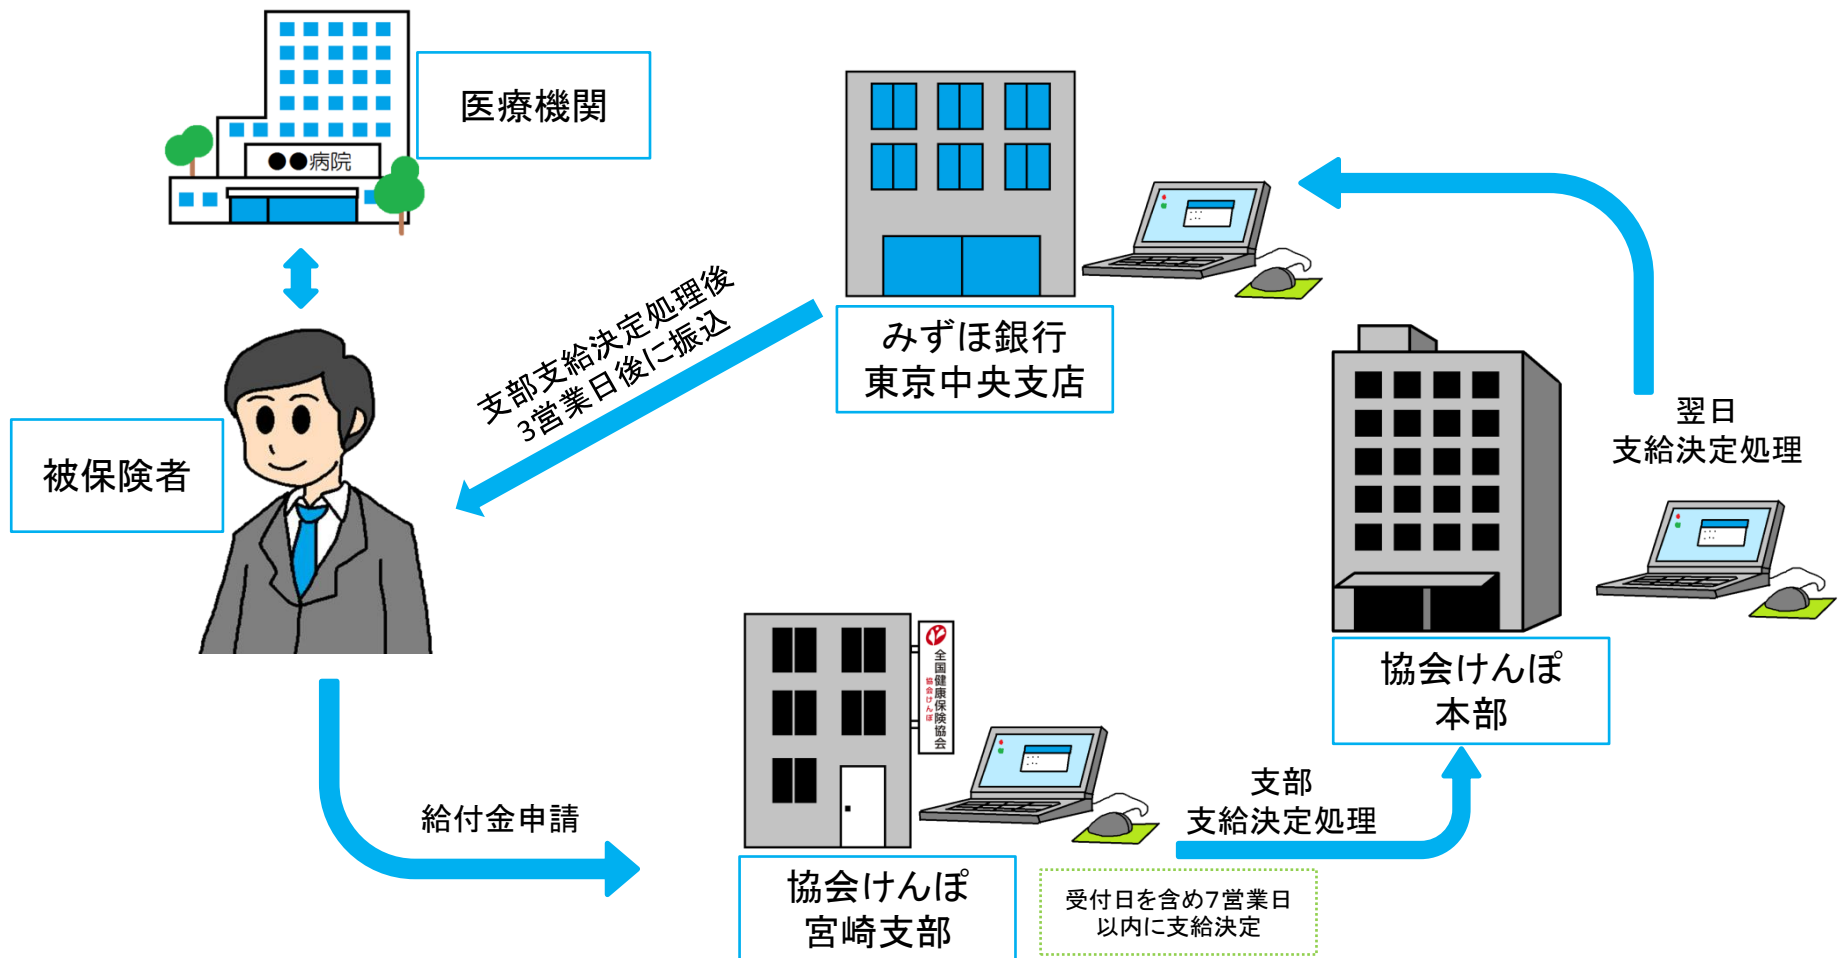 ●●病院
医療機関
みずほ銀行
東京中央支店
支部支給決定処理後
3営業日後に振込
被保険者
翌日
支給決定処理
協会けんぽ
本部
全国健康保険協会
協会けんぽ
支部
支給決定処理
給付金申請
協会けんぽ
宮崎支部
受付日を含め7営業日
以内に支給決定